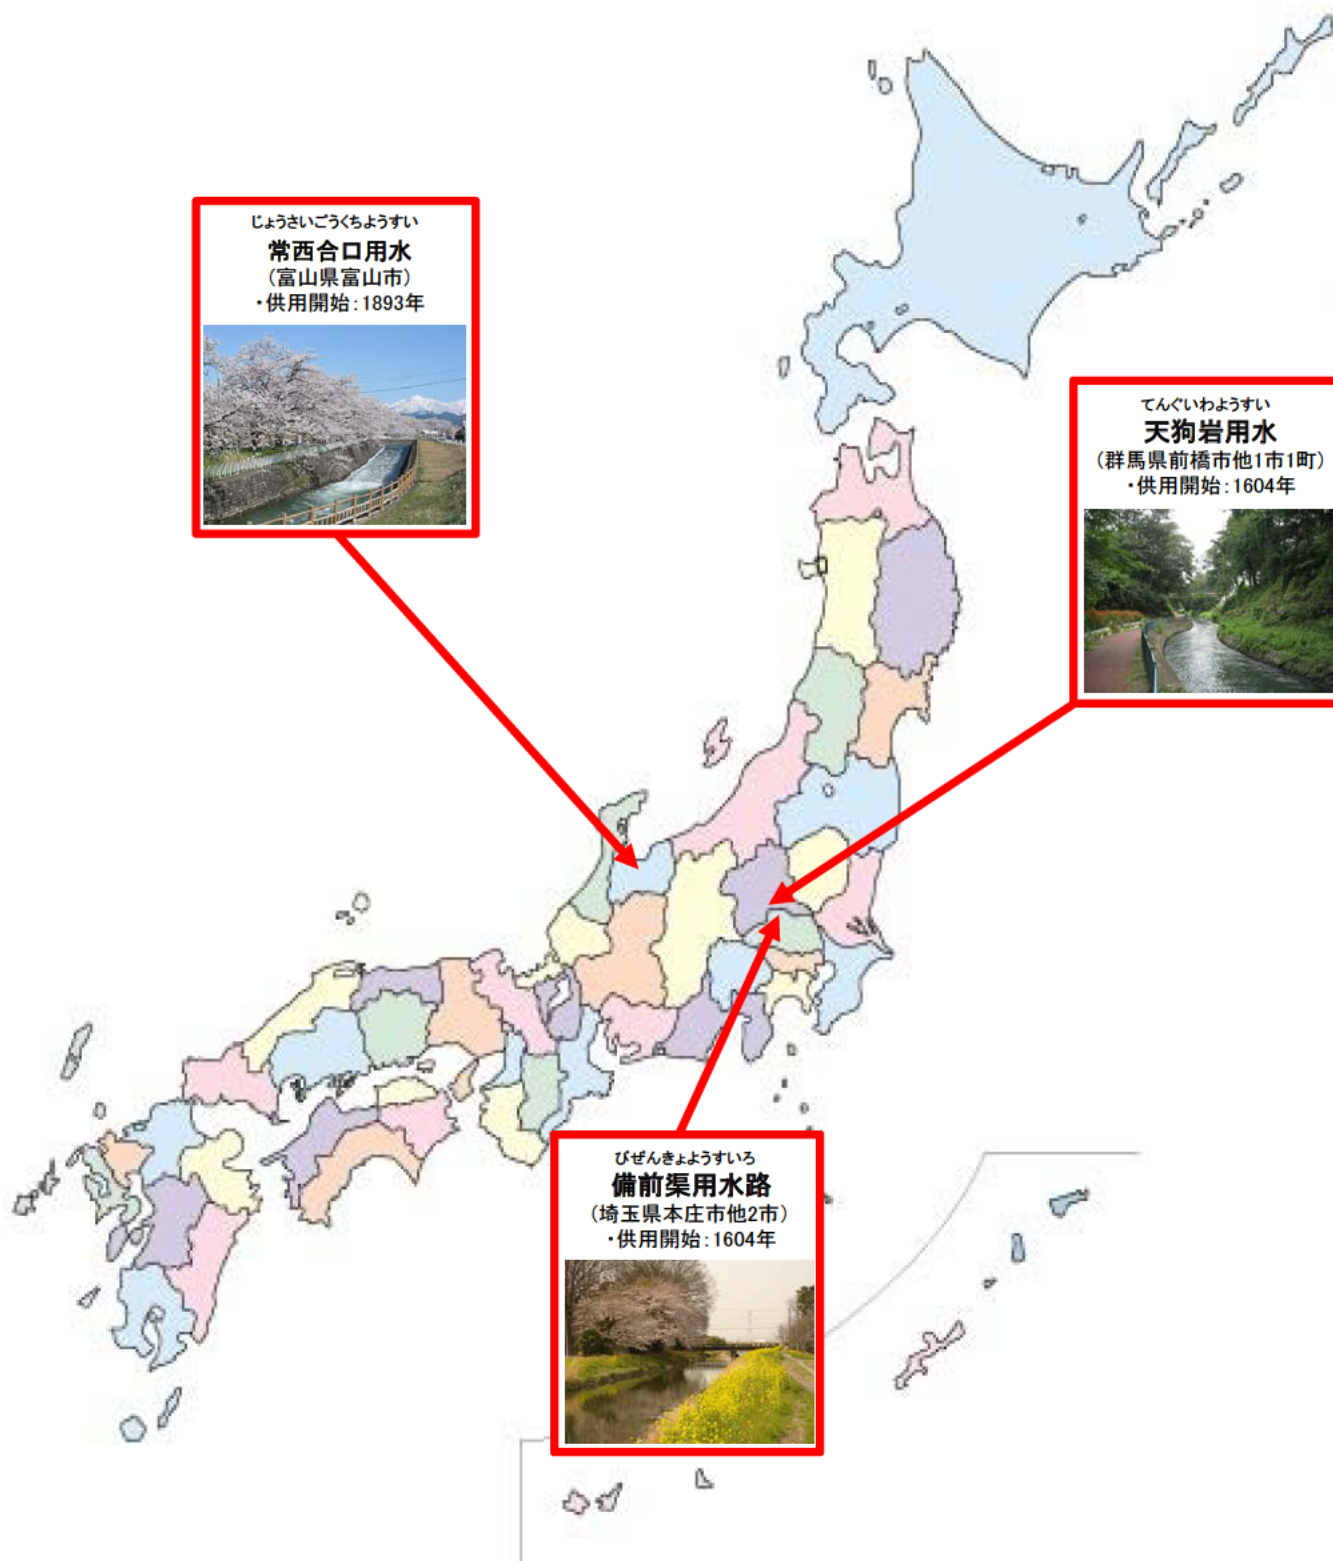 じょうさいごうくちようすい
常西合口用水
(富山県富山市)
・供用開始:1893年
てんぐいわようすい
天狗岩用水
(群馬県前橋市他1市1町)
・供用開始:1604年
びぜんきょようすいろ
備前渠用水路
(埼玉県本庄市他2市)
・供用開始:1604年